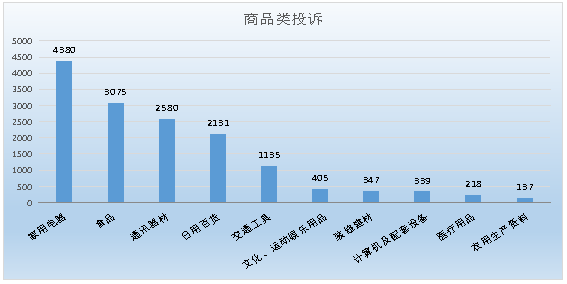 商品类投诉
5000
4500
4000
3500
3000
2500
2000
1500
1000
500
0
4380
3075
2580
2131
1135
405
347
339
218
137
家用电器
食品
通讯器材
日用百货
交通工具
文化、运动娱乐用品
装修建材
计算机及配套设备
医疗用品
农用生产资料